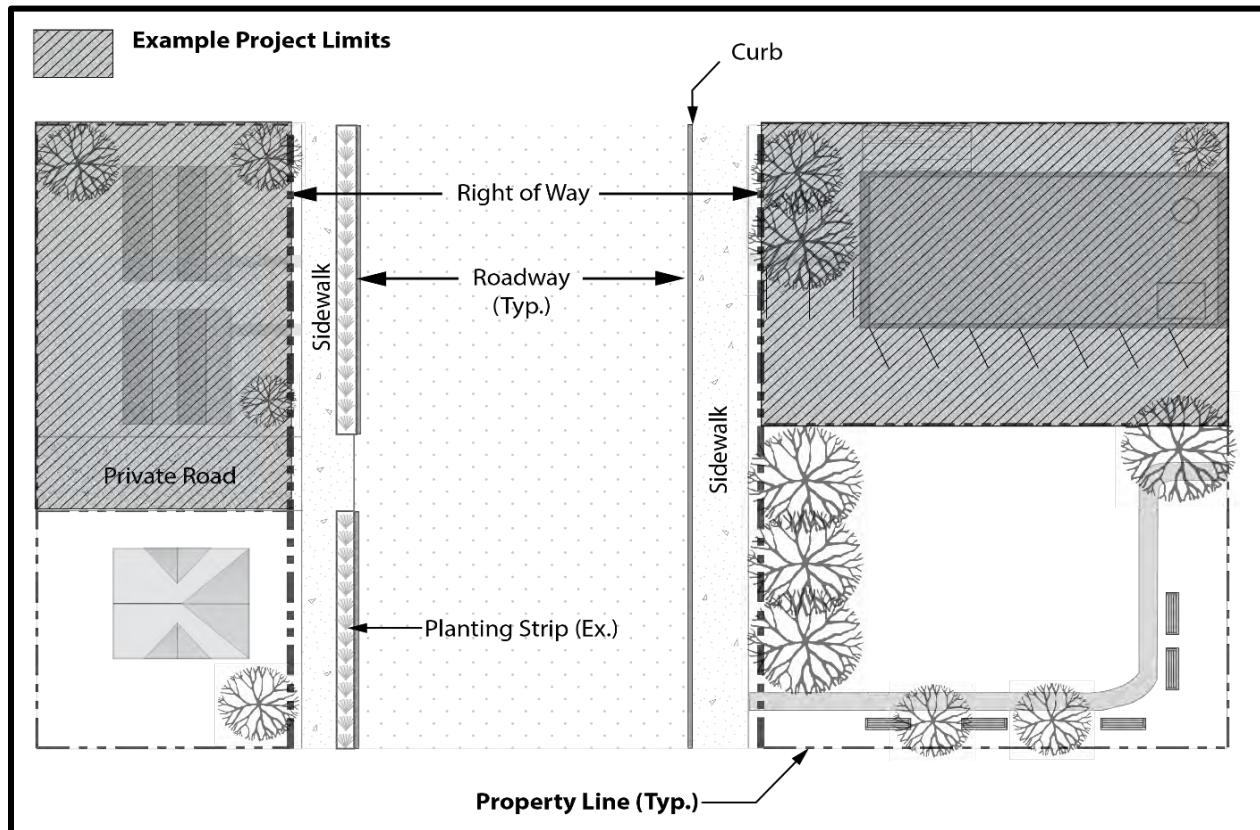 Example Project Limits
Curb
Right of Way
Sidewalk
Roadway
(Typ.)
Sidewalk
Private Road
Planting Strip (Ex.)
Property Line (Typ.)